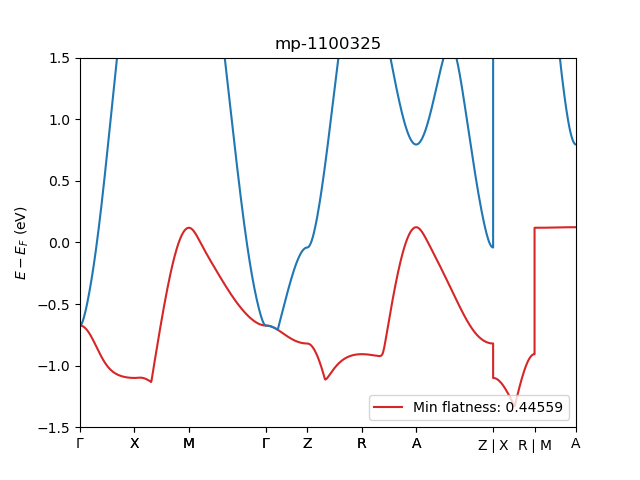 mp-1100325
E − E_F (eV)
1.5
1.0
0.5
0.0
−0.5
−1.0
−1.5
Min flatness: 0.44559
Γ X M Γ Z R A Z | X R | M A